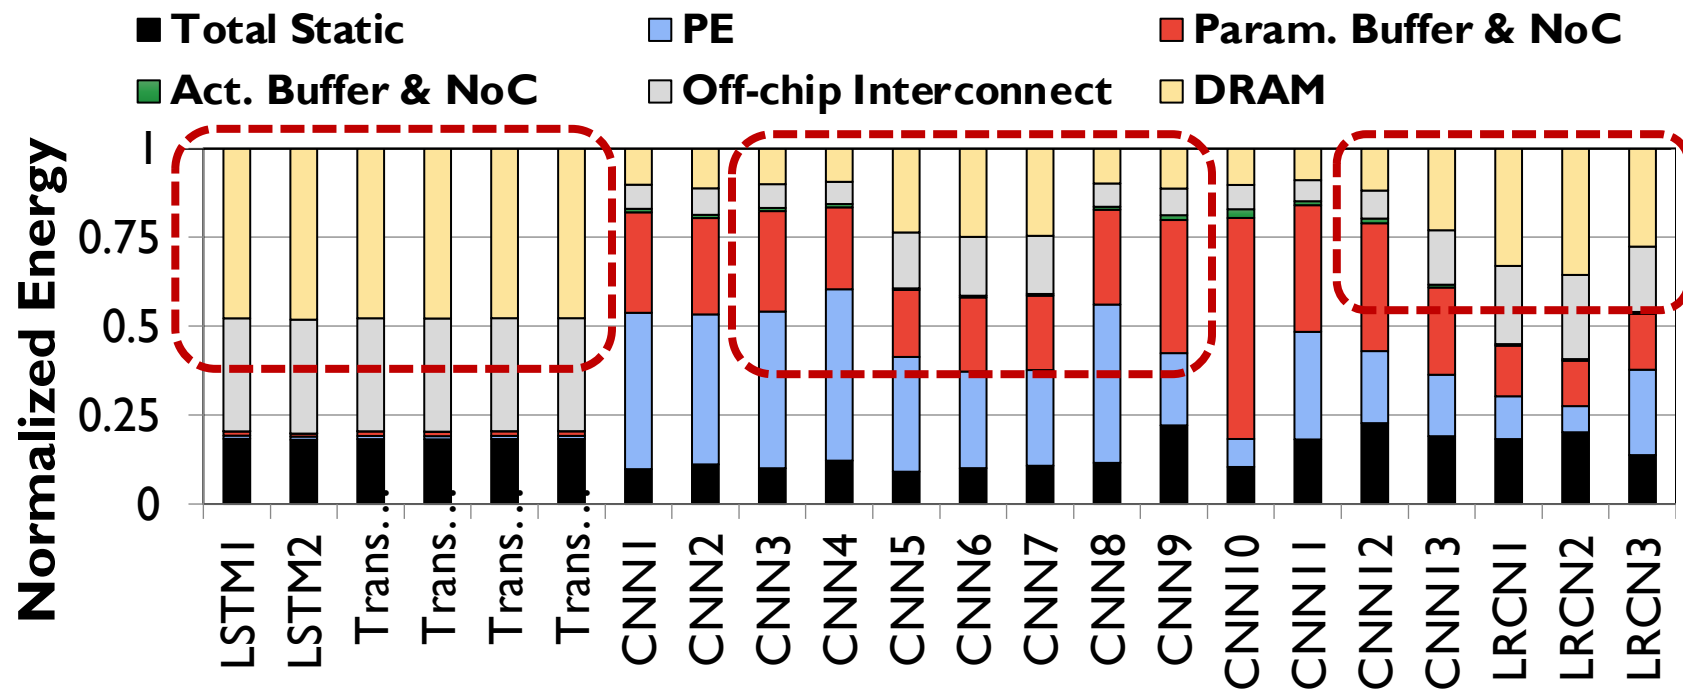 Total Static PE Param. Buffer & NoC
Act. Buffer & NoC Off-chip Interconnect DRAM
Normalized Energy
1
0.75
0.5
0.25
0
LSTM1
LSTM2
Trans...
Trans...
Trans...
Trans...
CNN1
CNN2
CNN3
CNN4
CNN5
CNN6
CNN7
CNN8
CNN9
CNN10
CNN11
CNN12
CNN13
LRCN1
LRCN2
LRCN3